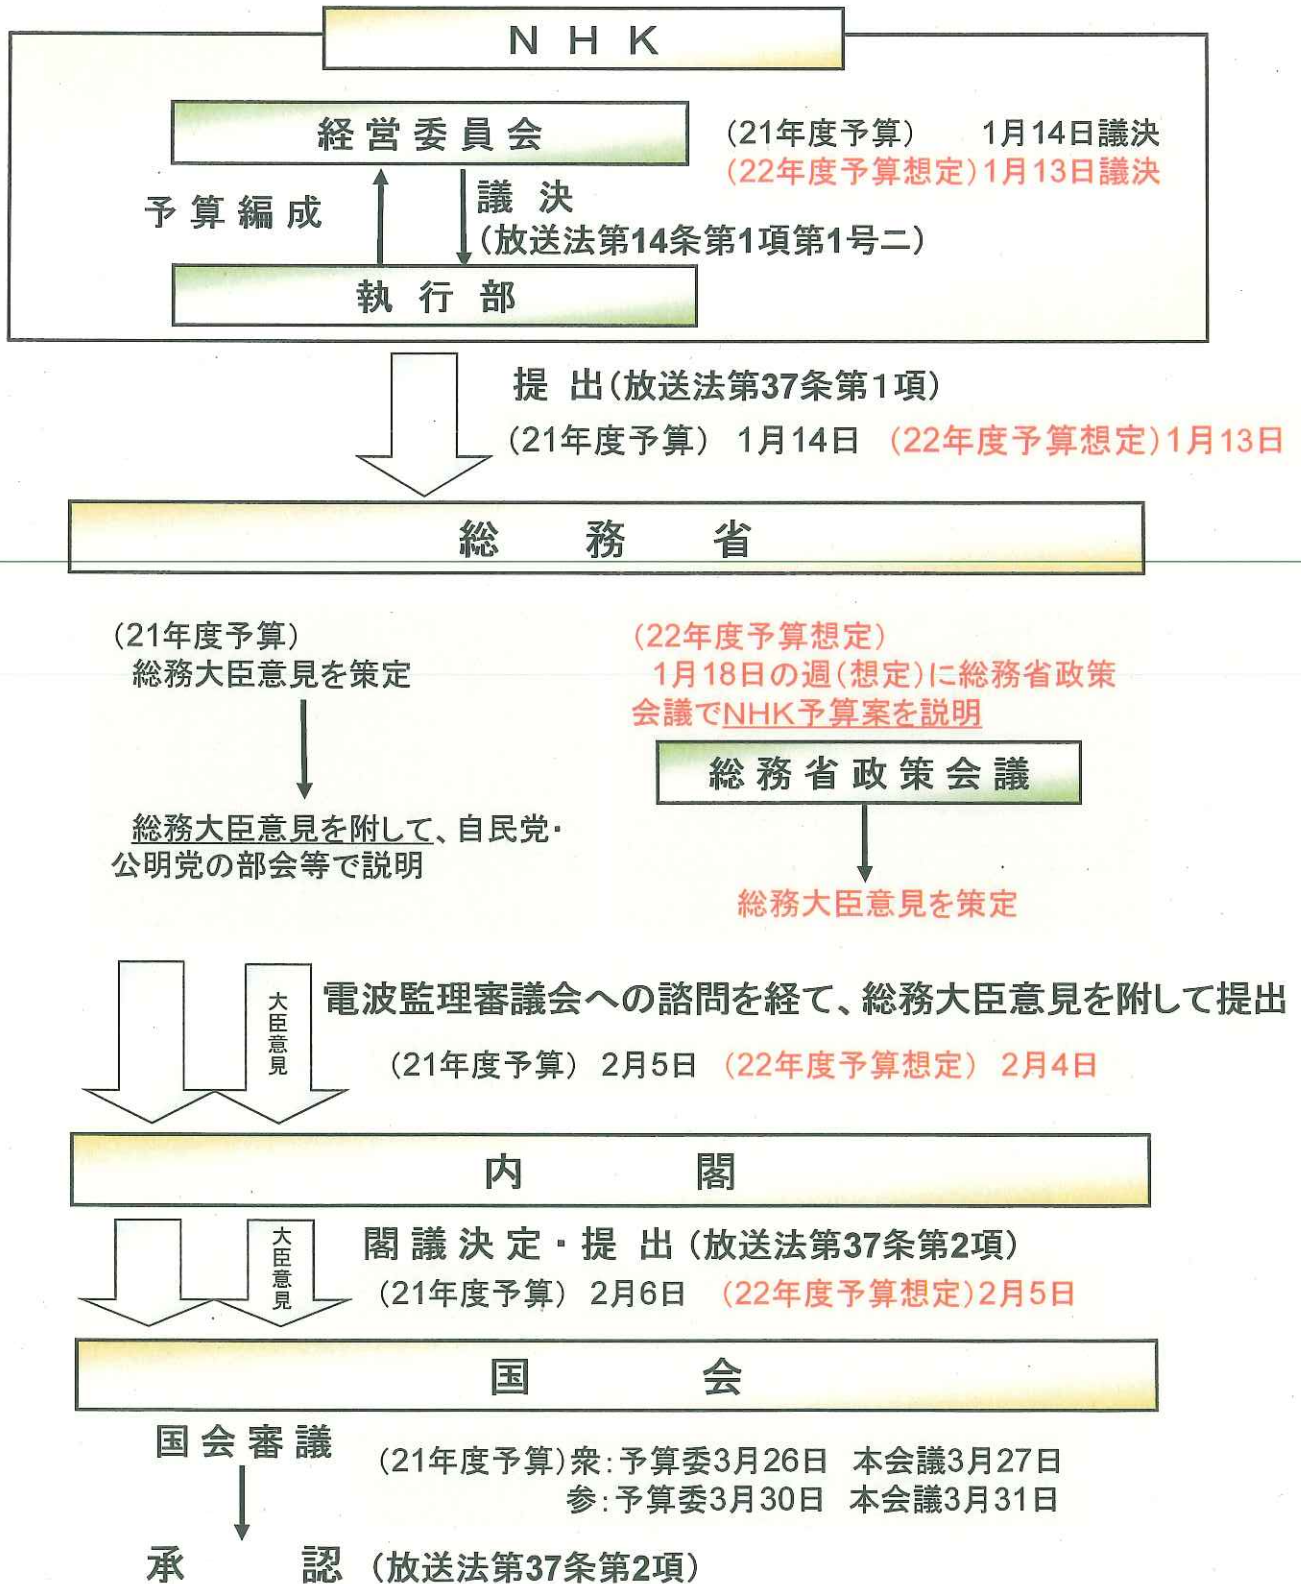 NHK
経営委員会
(21年度予算) 1月14日議決
(22年度予算想定)1月13日議決
予算編成
議決
(放送法第14条第1項第1号ニ)
執行部
提出(放送法第37条第1項)
(21年度予算) 1月14日 (22年度予算想定)1月13日
総務省
(21年度予算)
総務大臣意見を策定
総務大臣意見を附して、自民党・
公明党の部会等で説明
(22年度予算想定)
1月18日の週(想定)に総務省政策
会議でNHK予算案を説明
総務省政策会議
総務大臣意見を策定
大臣意見
電波監理審議会への諮問を経て、総務大臣意見を附して提出
(21年度予算) 2月5日 (22年度予算想定) 2月4日
内閣
大臣意見
閣議決定・提出(放送法第37条第2項)
(21年度予算) 2月6日 (22年度予算想定)2月5日
国会
国会審議
(21年度予算)衆:予算委3月26日 本会議3月27日
参:予算委3月30日 本会議3月31日
承認(放送法第37条第2項)